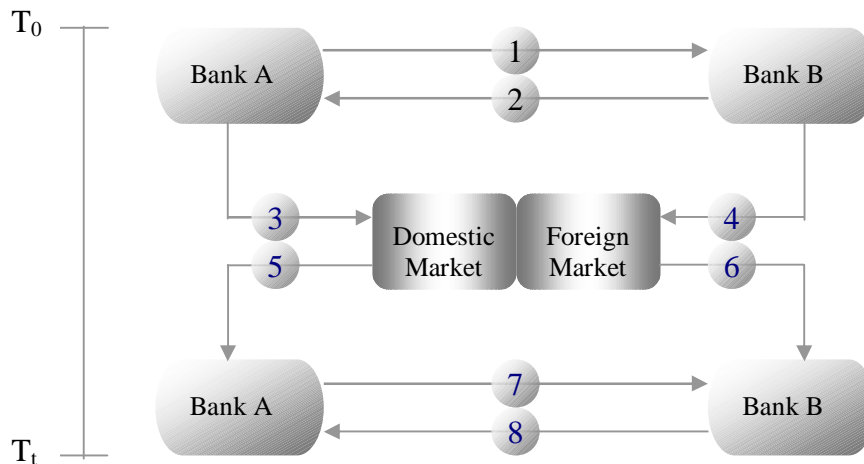 T0
Bank A
1
Bank B
2
3
Domestic
Market
Foreign
Market
4
5
6
Bank A
7
Bank B
8
Tt